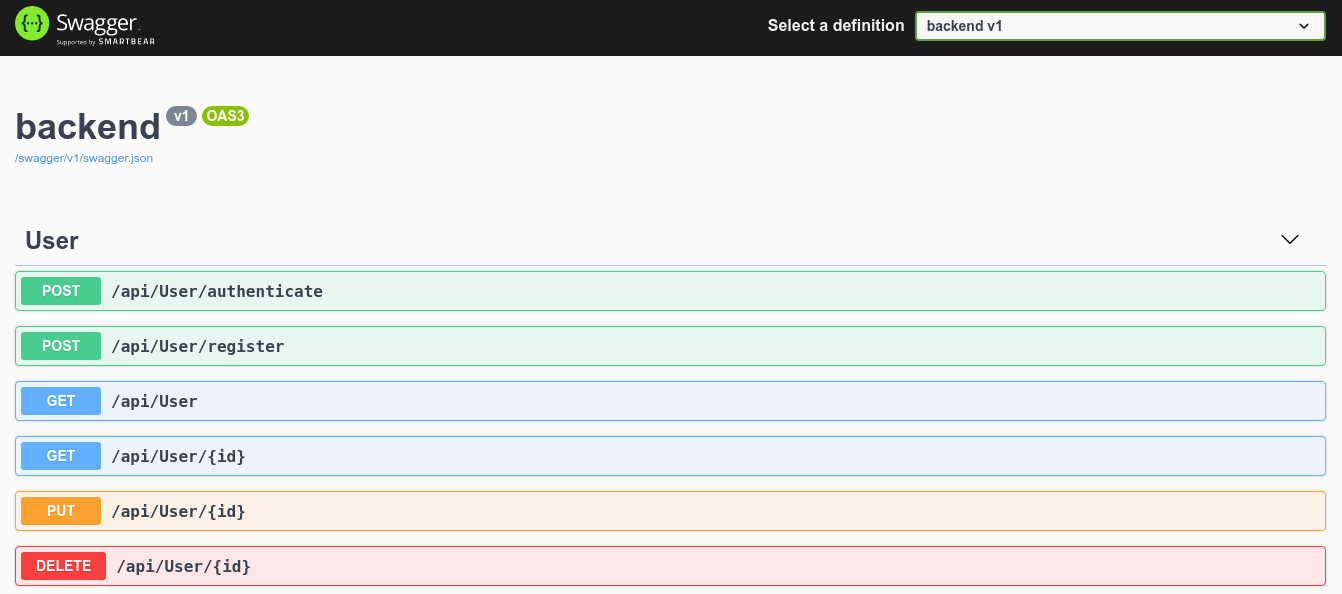 {···} Swagger
Supported by SMARTBEAR
Select a definition
backend v1
backend v1 OAS3
/swagger/v1/swagger.json
User
POST /api/User/authenticate
POST /api/User/register
GET /api/User
GET /api/User/{id}
PUT /api/User/{id}
DELETE /api/User/{id}